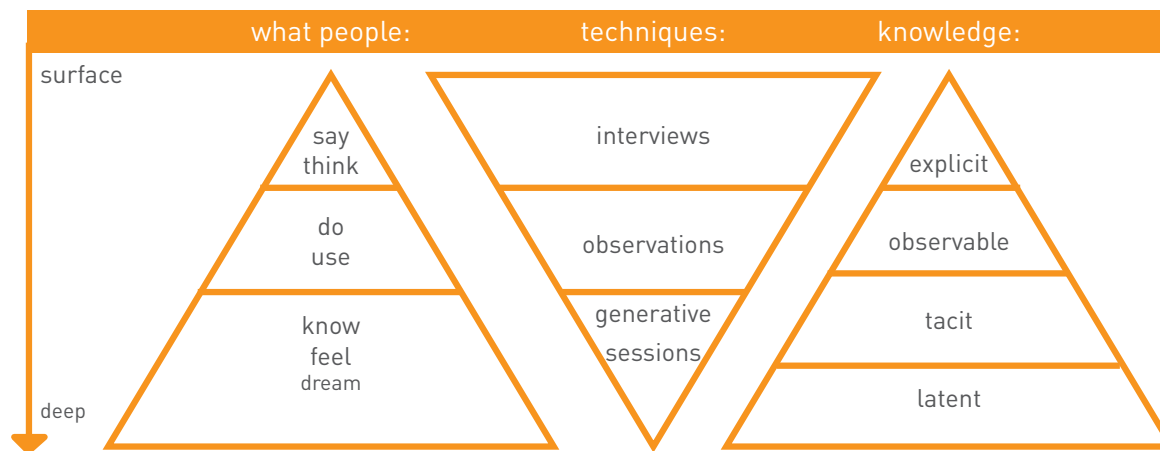 what people: techniques: knowledge:
surface
say
think
do
use
know
feel
dream
interviews
observations
generative
sessions
explicit
observable
tacit
latent
deep